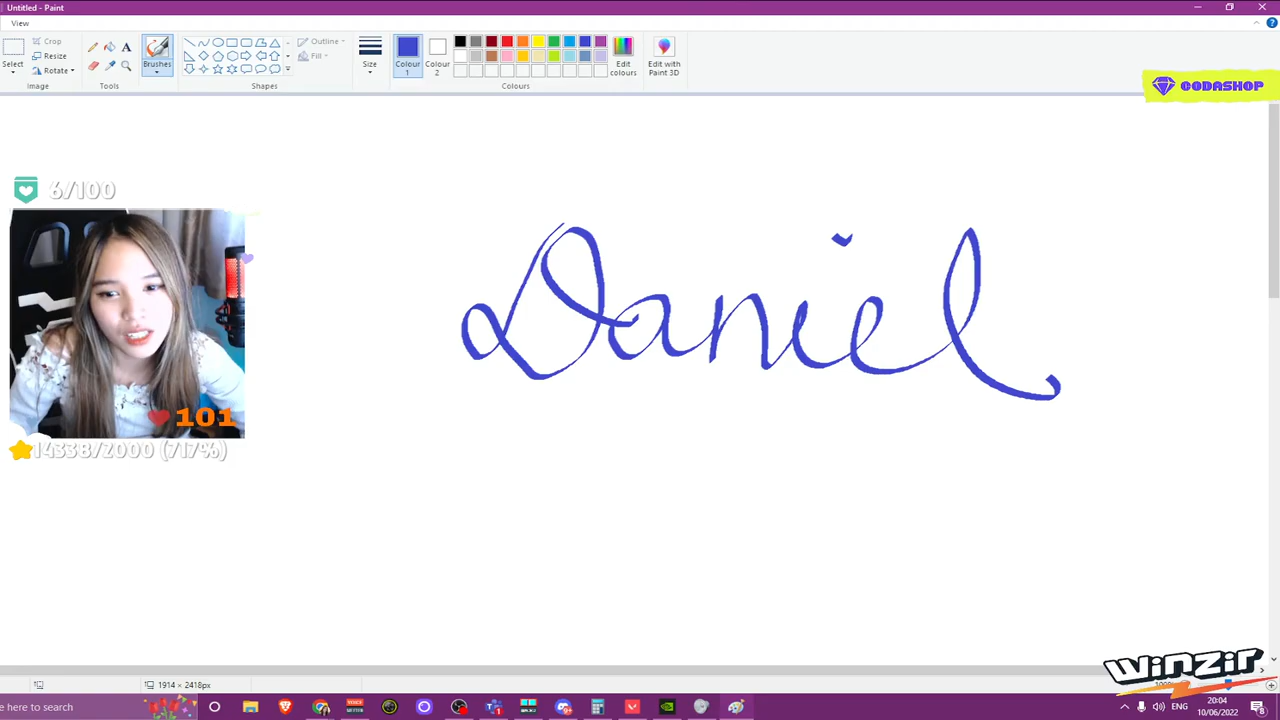 Untitled - Paint
View
Select
Crop
Resize
Rotate
Image
A
Tools
Brushes
Outline
Fill
Shapes
Size
Colour 1
Colour 2
Colours
Edit colours
Edit with Paint 3D
CODASHOP
6/100
Daniel
101
14338/2000 (717%)
WINZIR
1914 × 2418px
here to search
ENG
20:04
10/06/2022
8